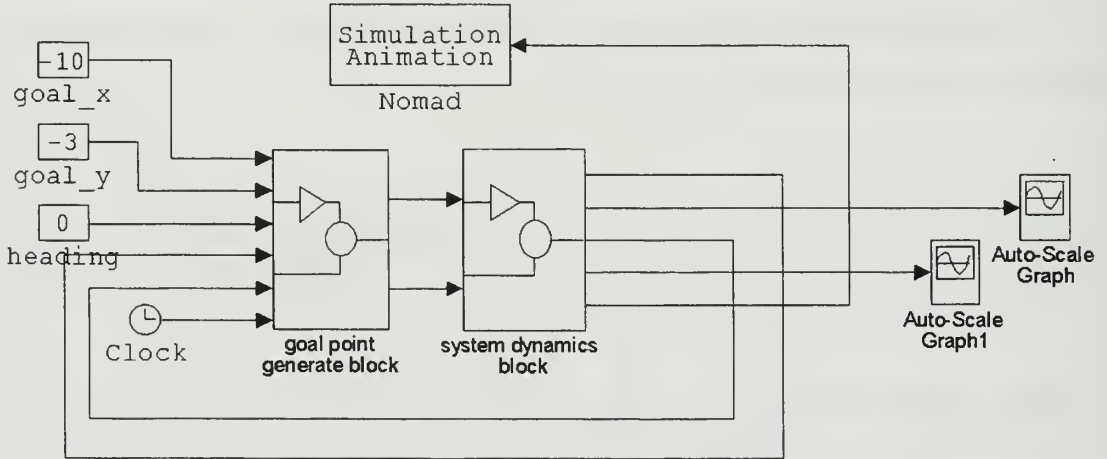 Simulation
Animation
Nomad
-10
goal_x
-3
goal_y
0
heading
Clock
goal point
generate block
system dynamics
block
Auto-Scale
Graph
Auto-Scale
Graph1